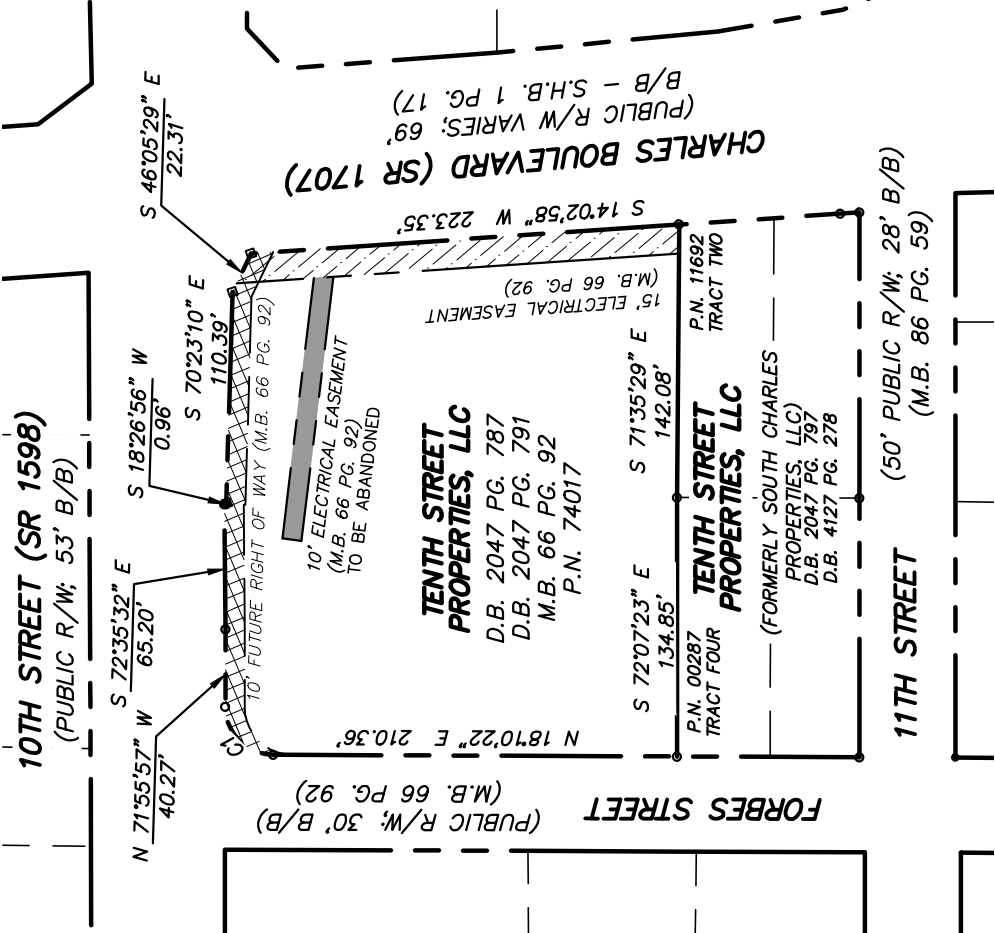 10TH STREET (SR 1598)
(PUBLIC R/W; 53' B/B)
S 46°05'29" E
22.31'
S 70°23'10" E
110.39'
S 18°26'56" W
0.96'
S 72°35'32" E
65.20'
N 71°55'57" W
40.27'
C1
10' FUTURE RIGHT OF WAY (M.B. 66 PG. 92)
CHARLES BOULEVARD (SR 1707)
(PUBLIC R/W VARIES; 69'
B/B – S.H.B. 1 PG. 17)
S 14°02'58" W 223.35'
15' ELECTRICAL EASEMENT
(M.B. 66 PG. 92)
10' ELECTRICAL EASEMENT
(M.B. 66 PG. 92)
TO BE ABANDONED
TENTH STREET
PROPERTIES, LLC
D.B. 2047 PG. 787
D.B. 2047 PG. 791
M.B. 66 PG. 92
P.N. 74017
S 71°35'29" E
142.08'
S 72°07'23" E
134.85'
N 18°10'22" E 210.36'
P.N. 11692
TRACT TWO
P.N. 00287
TRACT FOUR
TENTH STREET
PROPERTIES, LLC
(FORMERLY SOUTH CHARLES
PROPERTIES, LLC)
D.B. 2047 PG. 797
D.B. 4127 PG. 278
FORBES STREET
(PUBLIC R/W; 30' B/B)
(M.B. 66 PG. 92)
11TH STREET
(50' PUBLIC R/W; 28' B/B)
(M.B. 86 PG. 59)